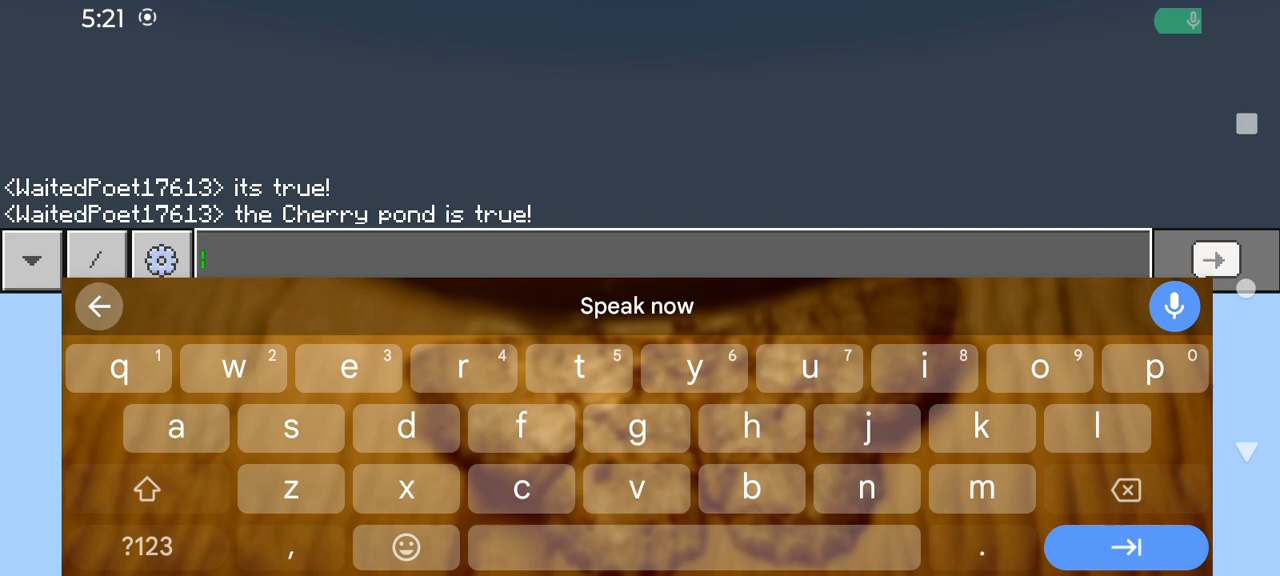 5:21
<WaitedPoet17613> its true!
<WaitedPoet17613> the Cherry pond is true!
/
Speak now
q 1 w 2 e 3 r 4 t 5 y 6 u 7 i 8 o 9 p 0
a s d f g h j k l
z x c v b n m
?123 , .